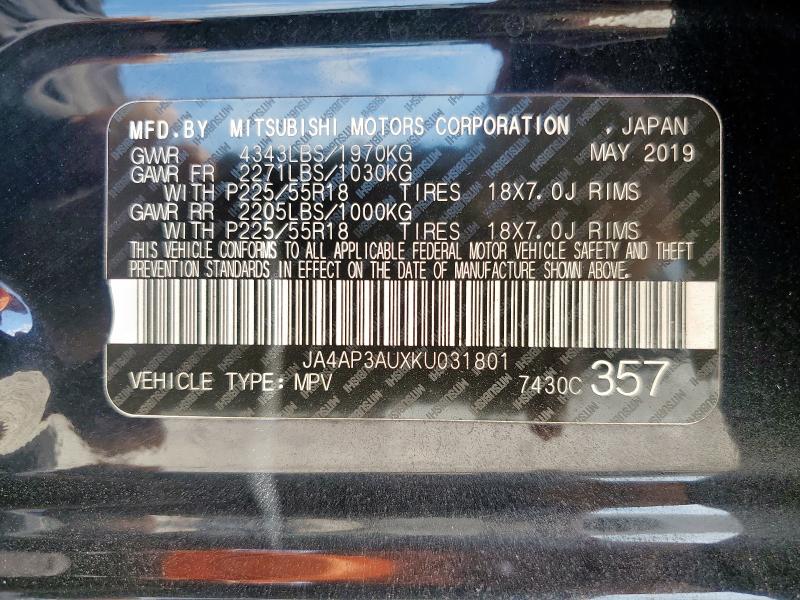 MFD.BY MITSUBISHI MOTORS CORPORATION , JAPAN
GVWR 4343LBS/1970KG MAY 2019
GAWR FR 2271LBS/1030KG
WITH P225/55R18 TIRES 18X7.0J RIMS
GAWR RR 2205LBS/1000KG
WITH P225/55R18 TIRES 18X7.0J RIMS
THIS VEHICLE CONFORMS TO ALL APPLICABLE FEDERAL MOTOR VEHICLE SAFETY AND THEFT
PREVENTION STANDARDS IN EFFECT ON THE DATE OF MANUFACTURE SHOWN ABOVE.
JA4AP3AUXKU031801
VEHICLE TYPE:MPV 7430C 357